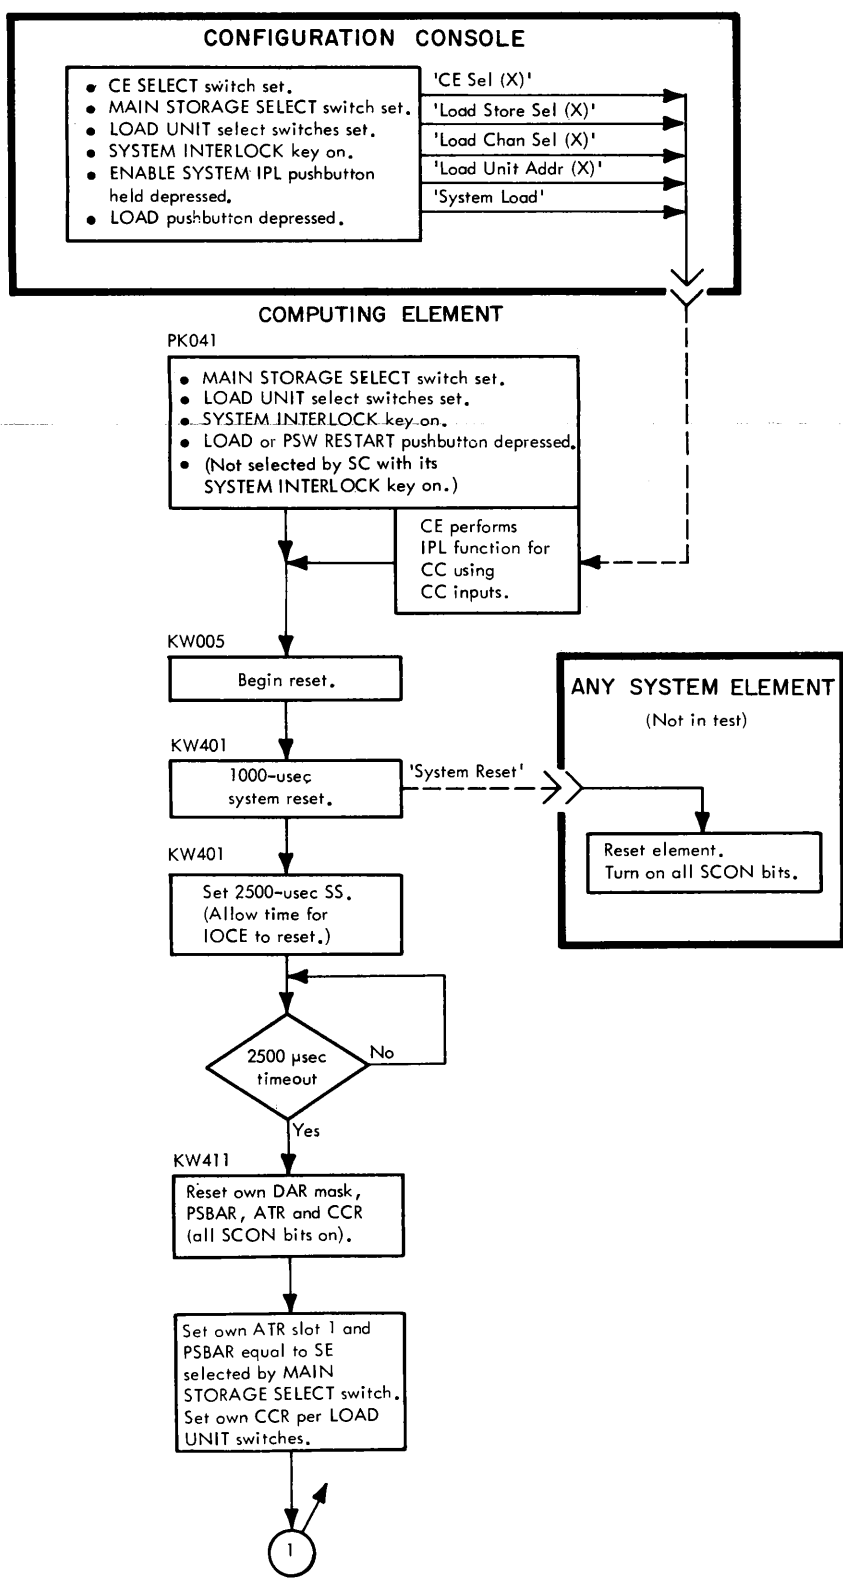 CONFIGURATION CONSOLE
• CE SELECT switch set.
• MAIN STORAGE SELECT switch set.
• LOAD UNIT select switches set.
• SYSTEM INTERLOCK key on.
• ENABLE SYSTEM IPL pushbutton
held depressed.
• LOAD pushbutton depressed.
'CE Sel (X)'
'Load Store Sel (X)'
'Load Chan Sel (X)'
'Load Unit Addr (X)'
'System Load'
COMPUTING ELEMENT
PK041
• MAIN STORAGE SELECT switch set.
• LOAD UNIT select switches set.
• SYSTEM INTERLOCK key on.
• LOAD or PSW RESTART pushbutton depressed.
• (Not selected by SC with its
SYSTEM INTERLOCK key on.)
CE performs
IPL function for
CC using
CC inputs.
KW005
Begin reset.
KW401
1000-usec
system reset.
'System Reset'
ANY SYSTEM ELEMENT
(Not in test)
Reset element.
Turn on all SCON bits.
KW401
Set 2500-usec SS.
(Allow time for
IOCE to reset.)
2500 µsec
timeout
No
Yes
KW411
Reset own DAR mask,
PSBAR, ATR and CCR
(all SCON bits on).
Set own ATR slot 1 and
PSBAR equal to SE
selected by MAIN
STORAGE SELECT switch.
Set own CCR per LOAD
UNIT switches.
1